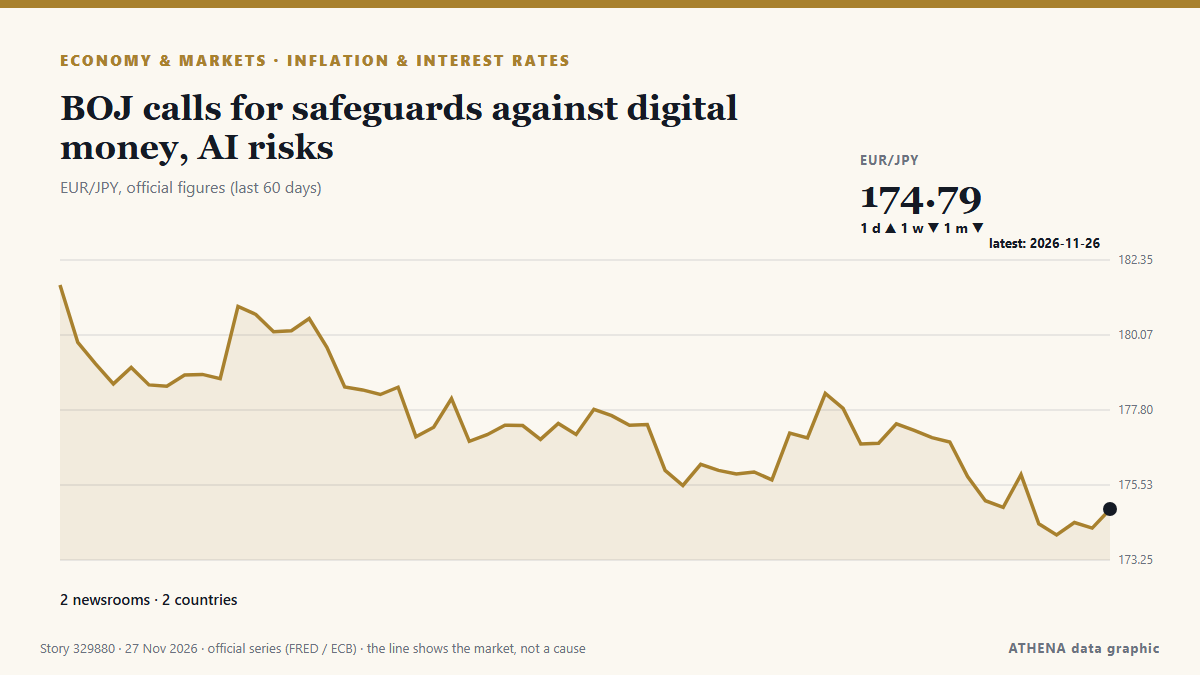 ECONOMY & MARKETS · INFLATION & INTEREST RATES
BOJ calls for safeguards against digital
money, AI risks
EUR/JPY, official figures (last 60 days)
EUR/JPY
174.79
1 d ▲ 1 w ▼ 1 m ▼
latest: 2026-11-26
182.35
180.07
177.80
175.53
173.25
2 newsrooms · 2 countries
Story 329880 · 27 Nov 2026 · official series (FRED / ECB) · the line shows the market, not a cause
ATHENA data graphic